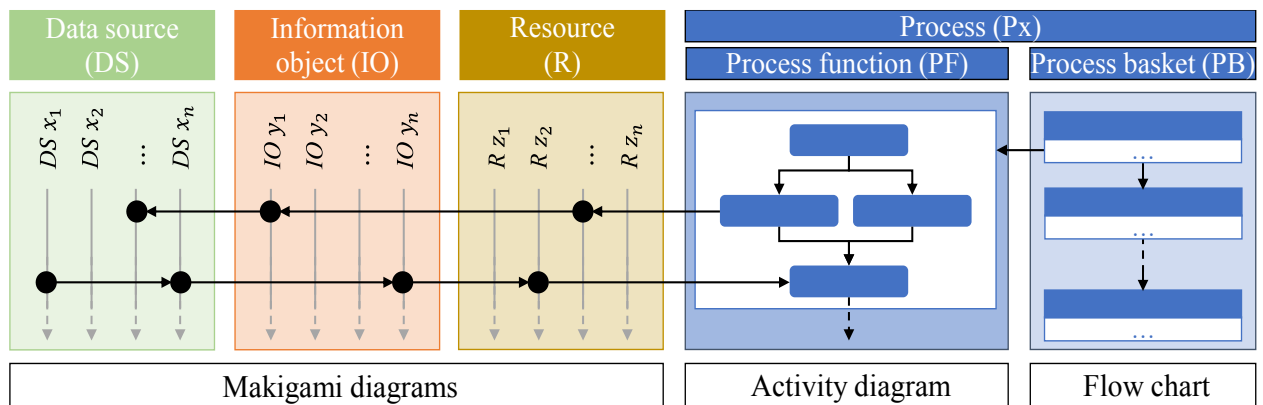 Data source
(DS)
Information
object (IO)
Resource
(R)
Process (Px)
Process function (PF)
Process basket (PB)
DS x₁
DS x₂
...
DS xₙ
IO y₁
IO y₂
...
IO yₙ
R z₁
R z₂
...
R zₙ
...
...
...
Makigami diagrams
Activity diagram
Flow chart